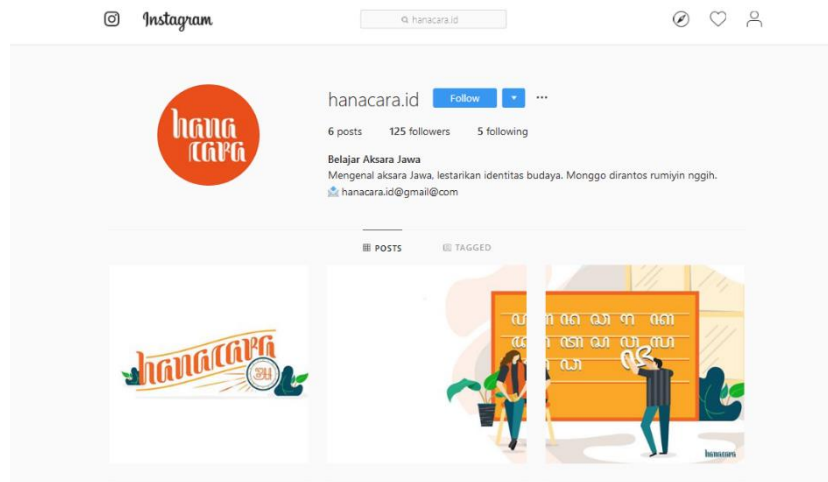 Instagram
hanacara.id
hanacara.id Follow
6 posts 125 followers 5 following
Belajar Aksara Jawa
Mengenal aksara Jawa, lestarikan identitas budaya. Monggo dirantos rumiyin nggih.
hanacara.id@gmail@com
POSTS TAGGED
hana
cara
hanacara
hanacara